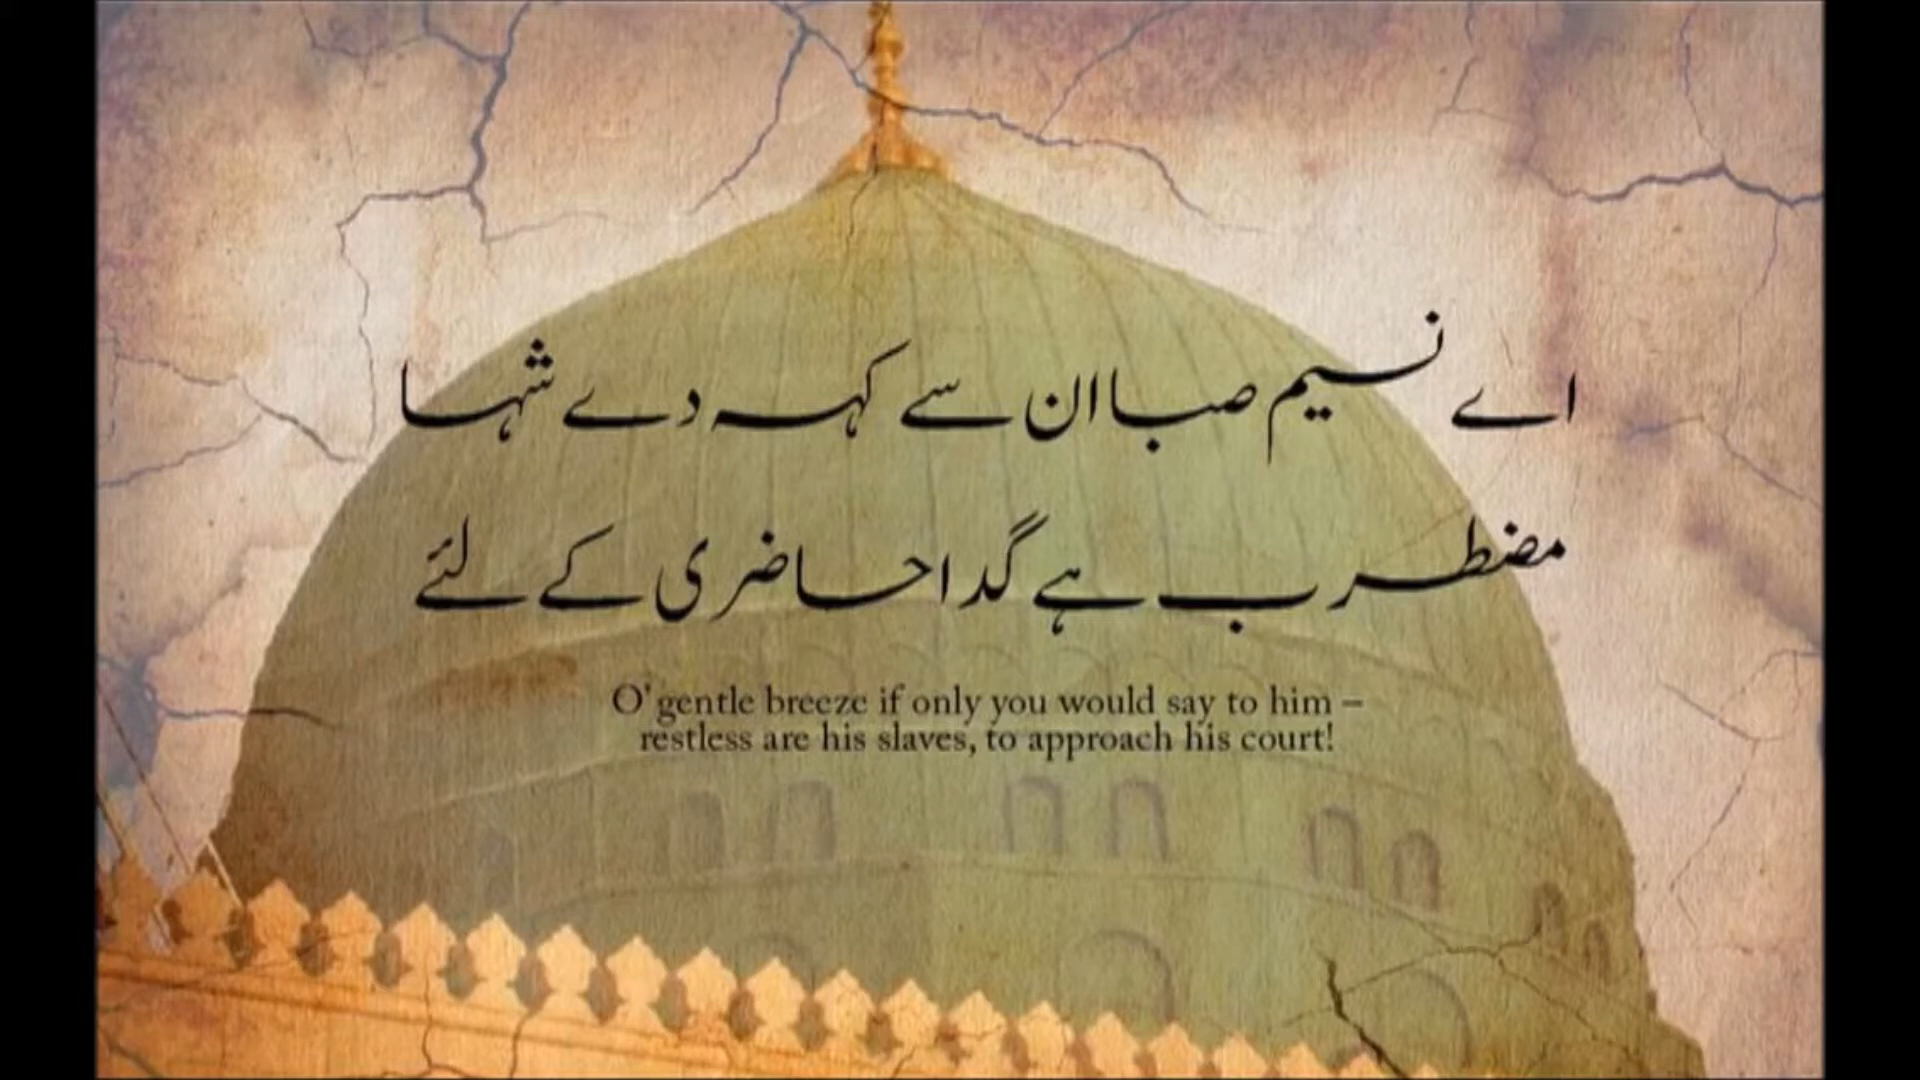 اے نسیم صبا ان سے کہہ دے شہا
مضطرب ہے گدا حاضری کے لئے
O' gentle breeze if only you would say to him –
restless are his slaves, to approach his court!